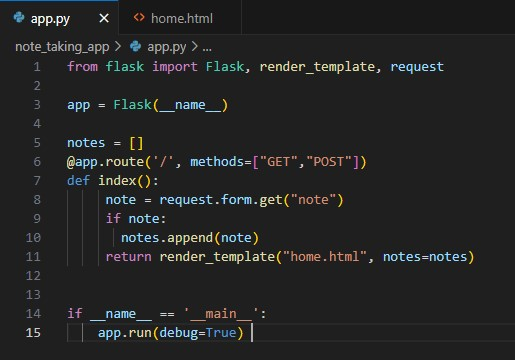 app.py × <> home.html
note_taking_app > app.py > ...
1 from flask import Flask, render_template, request
2
3 app = Flask(__name__)
4
5 notes = []
6 @app.route('/', methods=["GET","POST"])
7 def index():
8 note = request.form.get("note")
9 if note:
10 notes.append(note)
11 return render_template("home.html", notes=notes)
12
13
14 if __name__ == '__main__':
15 app.run(debug=True)